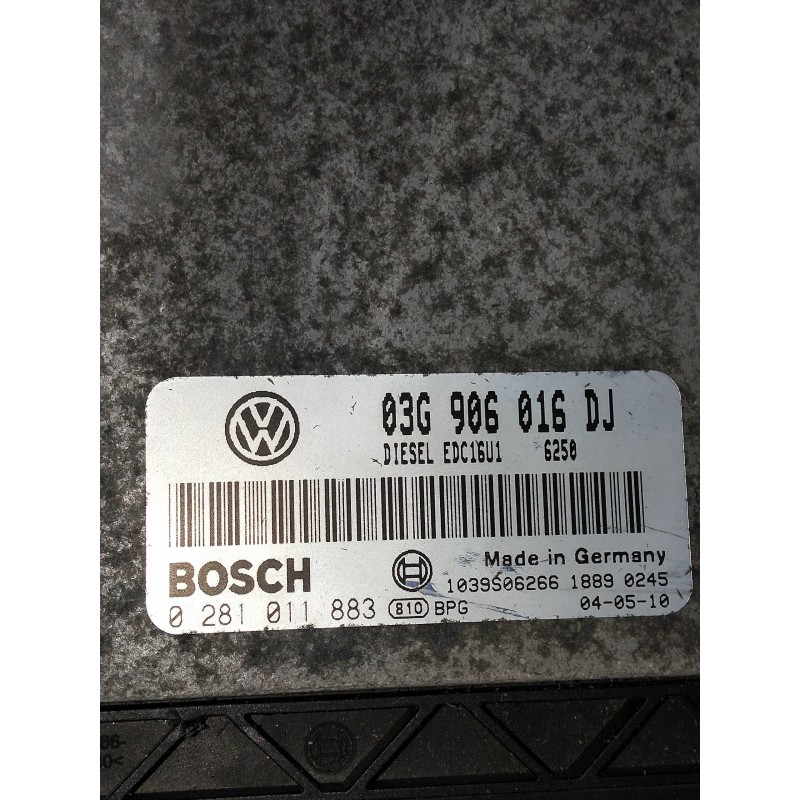 03G 906 016 DJ
DIESEL EDC16U1 6250
BOSCH
Made in Germany
1039S06266 1889 0245
0 281 011 883 810 BPG 04-05-10